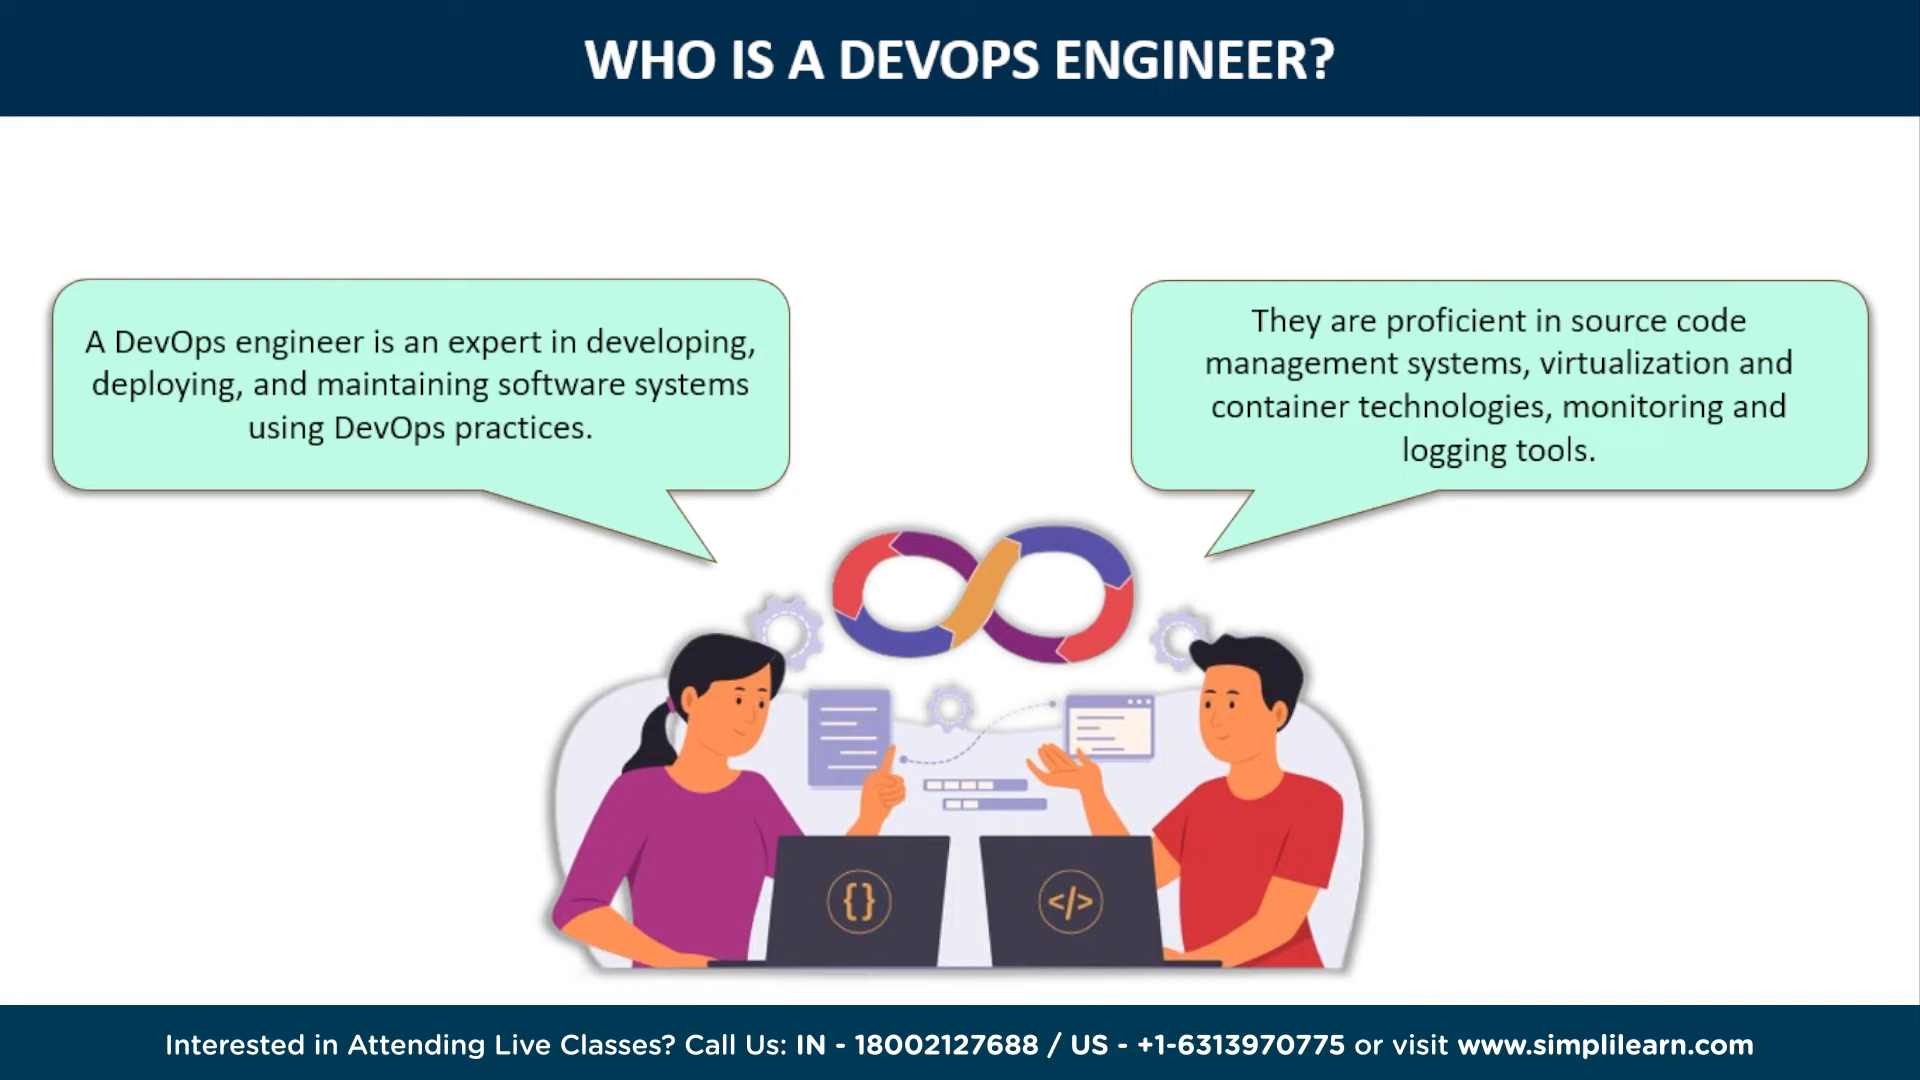 WHO IS A DEVOPS ENGINEER?
A DevOps engineer is an expert in developing,
deploying, and maintaining software systems
using DevOps practices.
They are proficient in source code
management systems, virtualization and
container technologies, monitoring and
logging tools.
{}
</>
Interested in Attending Live Classes? Call Us: IN - 18002127688 / US - +1-6313970775 or visit www.simplilearn.com